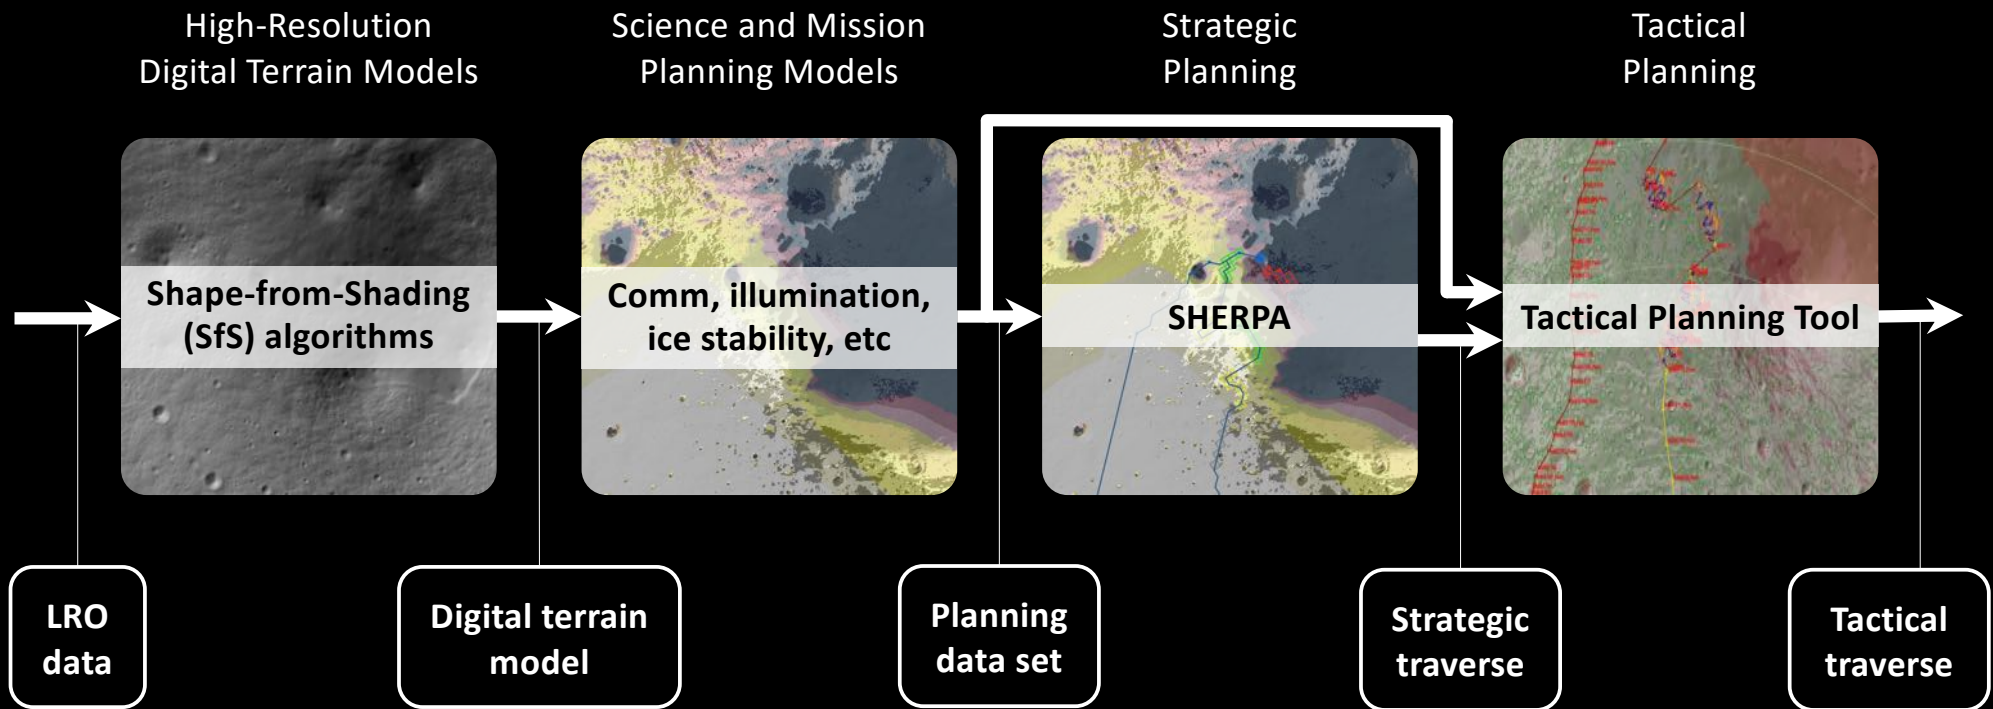 High-Resolution
Digital Terrain Models
Science and Mission
Planning Models
Strategic
Planning
Tactical
Planning
Shape-from-Shading
(SfS) algorithms
Comm, illumination,
ice stability, etc
SHERPA
Tactical Planning Tool
LRO
data
Digital terrain
model
Planning
data set
Strategic
traverse
Tactical
traverse